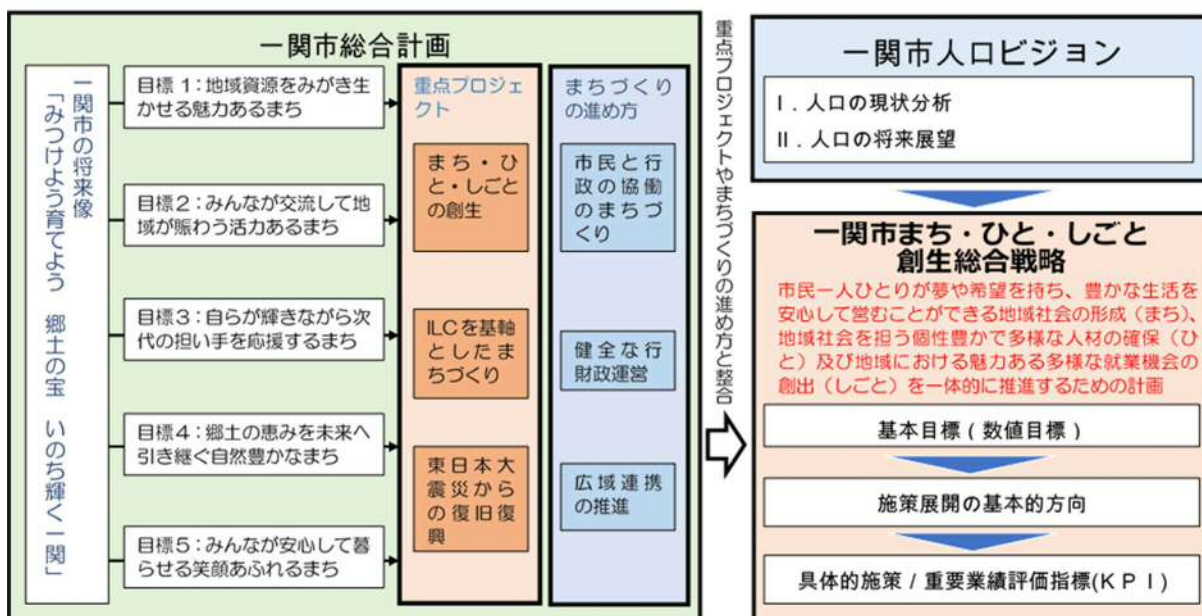 一関市総合計画
一関市の将来像
「みつけよう育てよう 郷土の宝 いのち輝く一関」
目標1：地域資源をみがき生
かせる魅力あるまち
目標2：みんなが交流して地
域が賑わう活力あるまち
目標3：自らが輝きながら次
代の担い手を応援するまち
目標4：郷土の恵みを未来へ
引き継ぐ自然豊かなまち
目標5：みんなが安心して暮
らせる笑顔あふれるまち
重点プロジェ
クト
まち・ひ
と・しごと
の創生
ILCを基軸
としたま
ちづくり
東日本大
震災から
の復旧復
興
まちづくり
の進め方
市民と行
政の協働
のまちづ
くり
健全な行
財政運営
広域連携
の推進
重点プロジェクトやまちづくりの進め方と整合
一関市人口ビジョン
Ⅰ．人口の現状分析
Ⅱ．人口の将来展望
一関市まち・ひと・しごと
創生総合戦略
市民一人ひとりが夢や希望を持ち、豊かな生活を
安心して営むことができる地域社会の形成（まち）、
地域社会を担う個性豊かで多様な人材の確保（ひ
と）及び地域における魅力ある多様な就業機会の
創出（しごと）を一体的に推進するための計画
基本目標（数値目標）
施策展開の基本的方向
具体的施策 / 重要業績評価指標(ＫＰＩ)